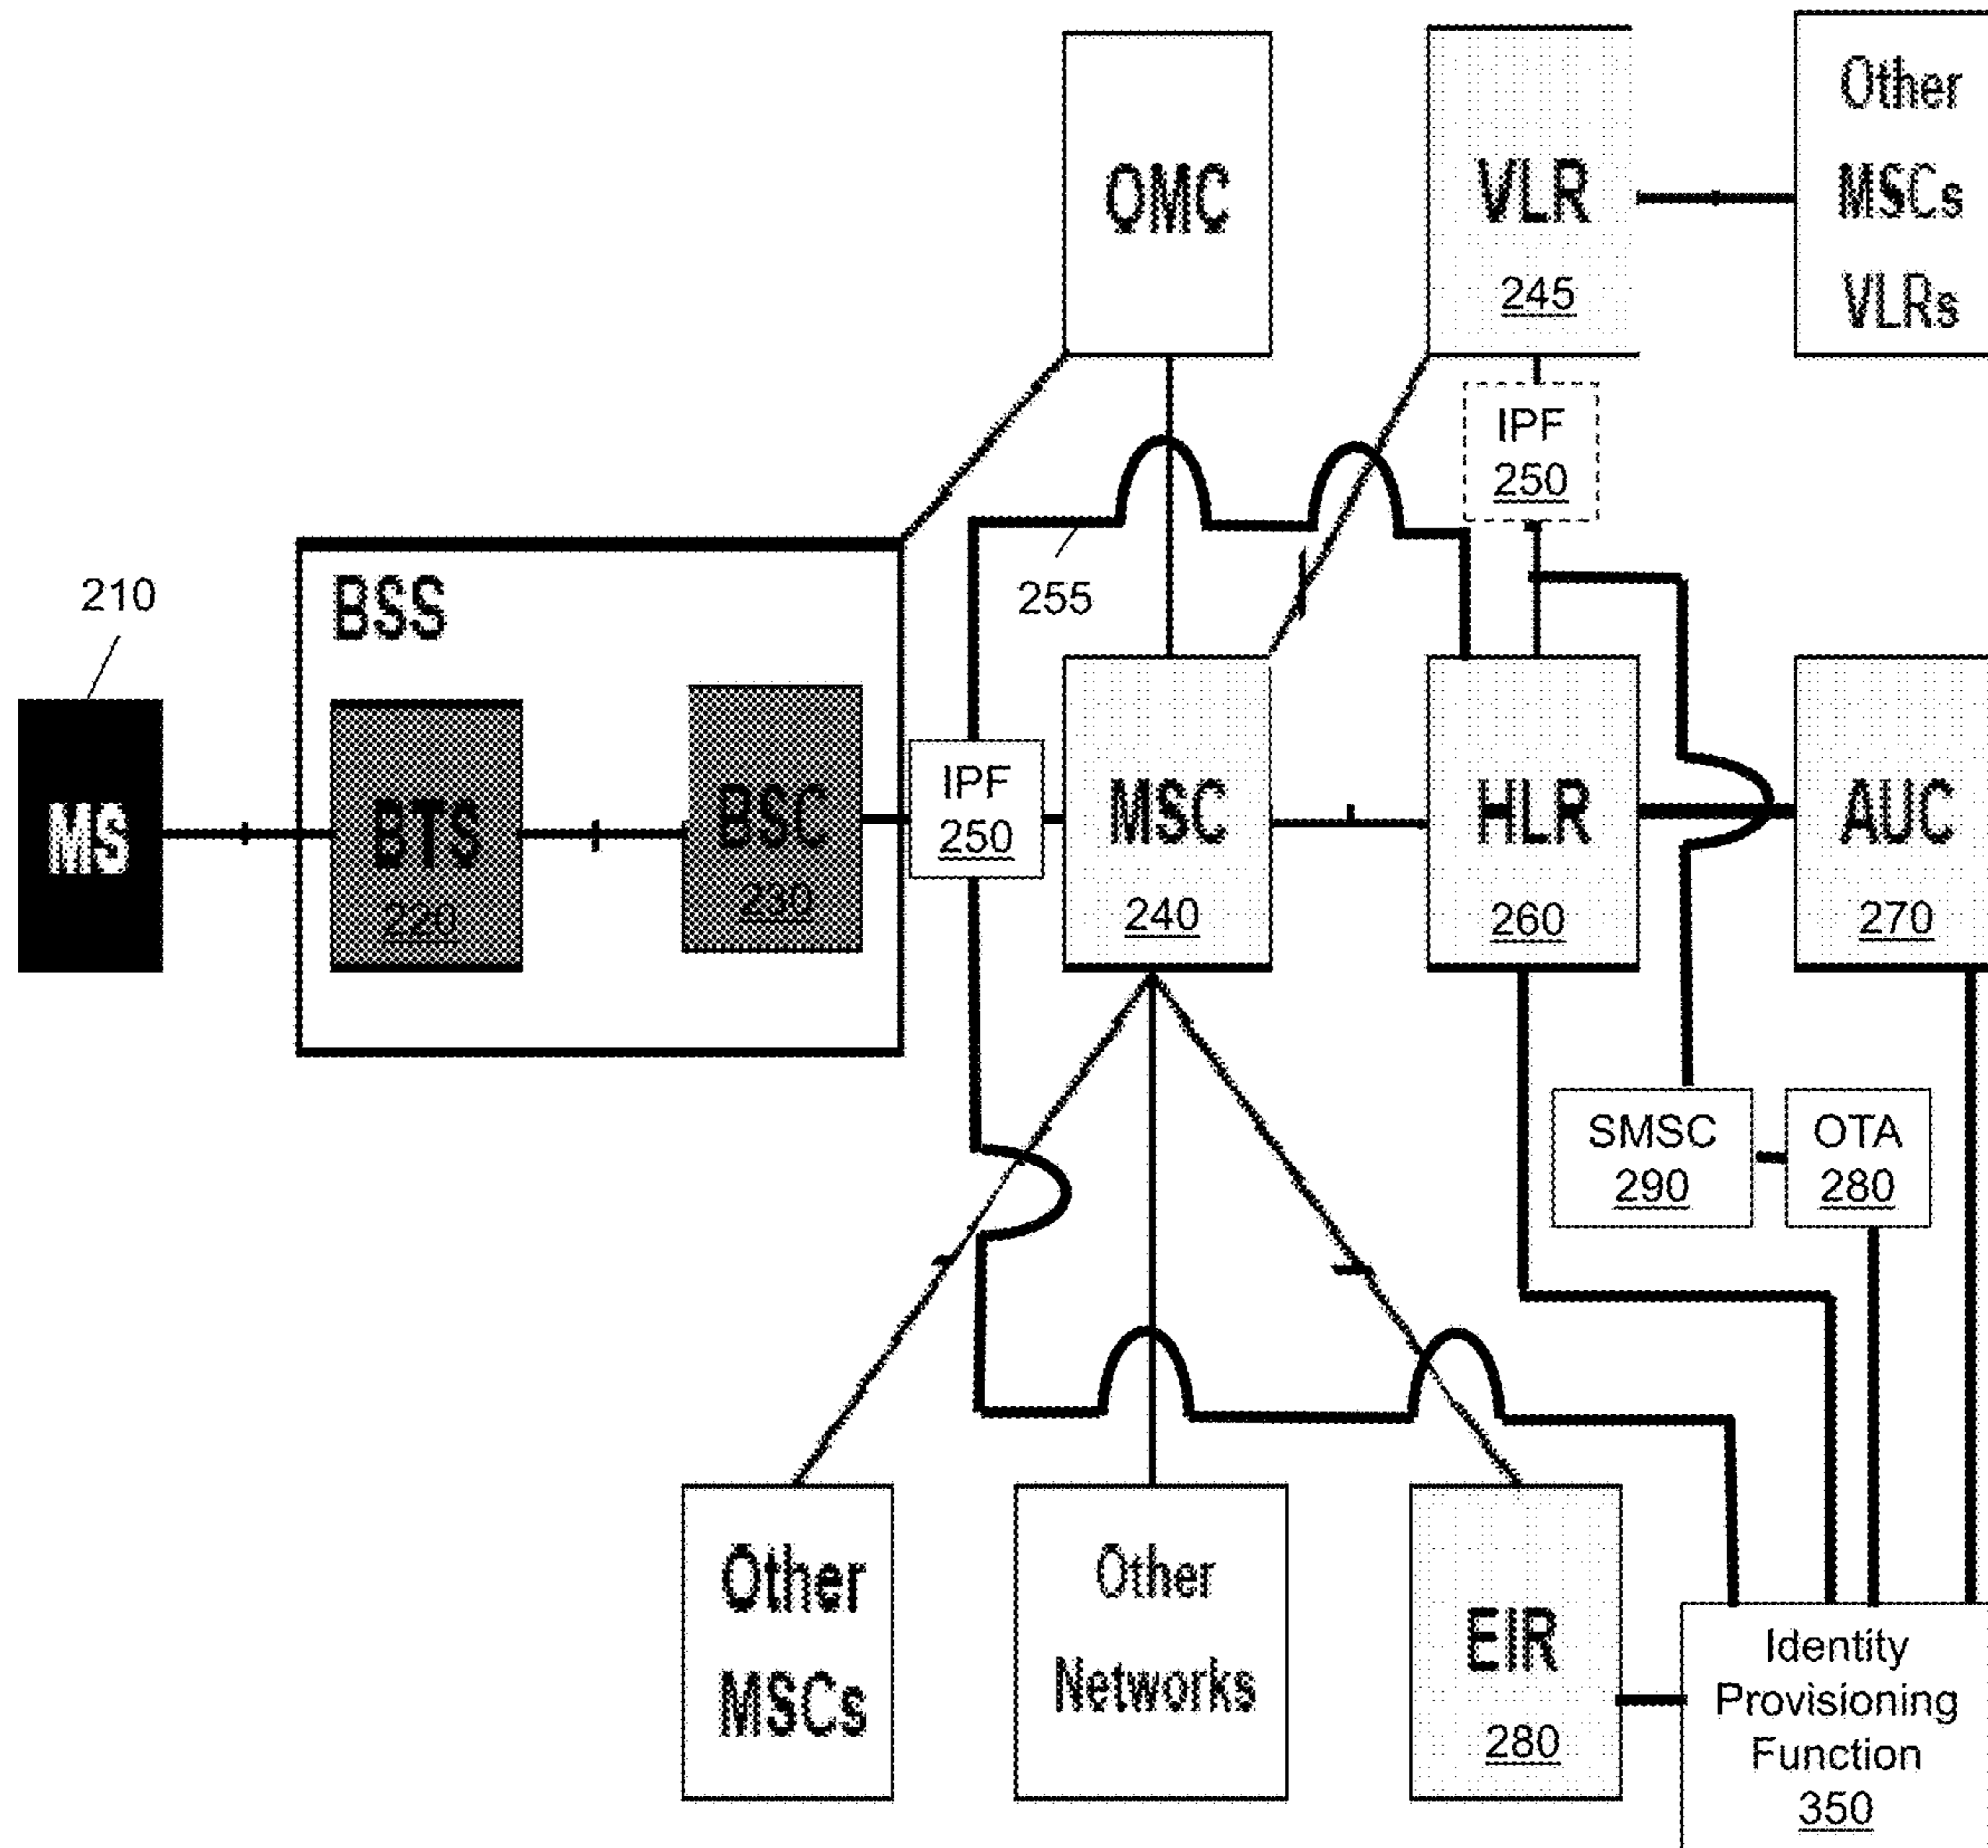 OMC
VLR
245
Other
MSCs
VLRs
IPF
250
255
210
BSS
MS
BTS
220
BSC
230
IPF
250
MSC
240
HLR
260
AUC
270
SMSC
290
OTA
280
Other
MSCs
Other
Networks
EIR
280
Identity
Provisioning
Function
350